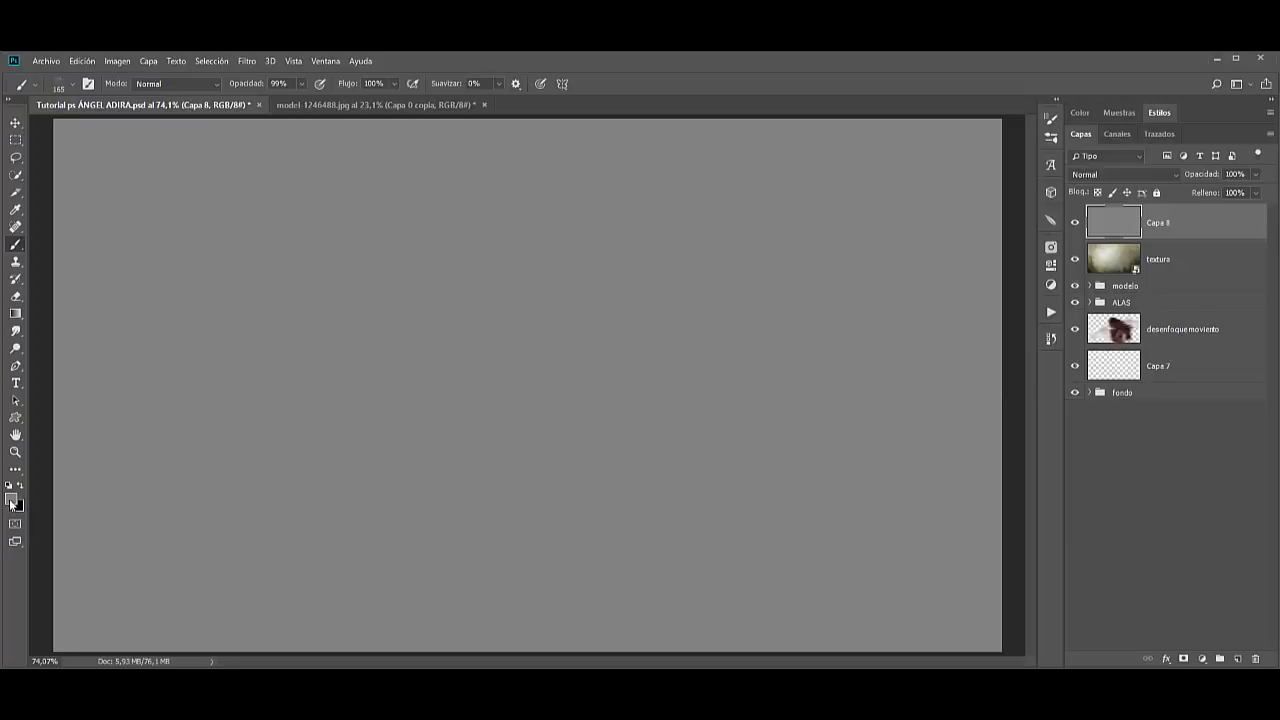 Ps Archivo Edición Imagen Capa Texto Selección Filtro 3D Vista Ventana Ayuda
165 Modo: Normal Opacidad: 99% Flujo: 100% Suavizar: 0%
Tutorial ps ÁNGEL ADIRA.psd al 74,1% (Capa 8, RGB/8#) * × model-1246488.jpg al 23,1% (Capa 0 copia, RGB/8#) * ×
Color Muestras Estilos
Capas Canales Trazados
Tipo
Normal Opacidad: 100%
Bloq.: Relleno: 100%
Capa 8
textura
modelo
ALAS
desenfoque moviento
Capa 7
fondo
74,07% Doc: 5,93 MB/76,1 MB